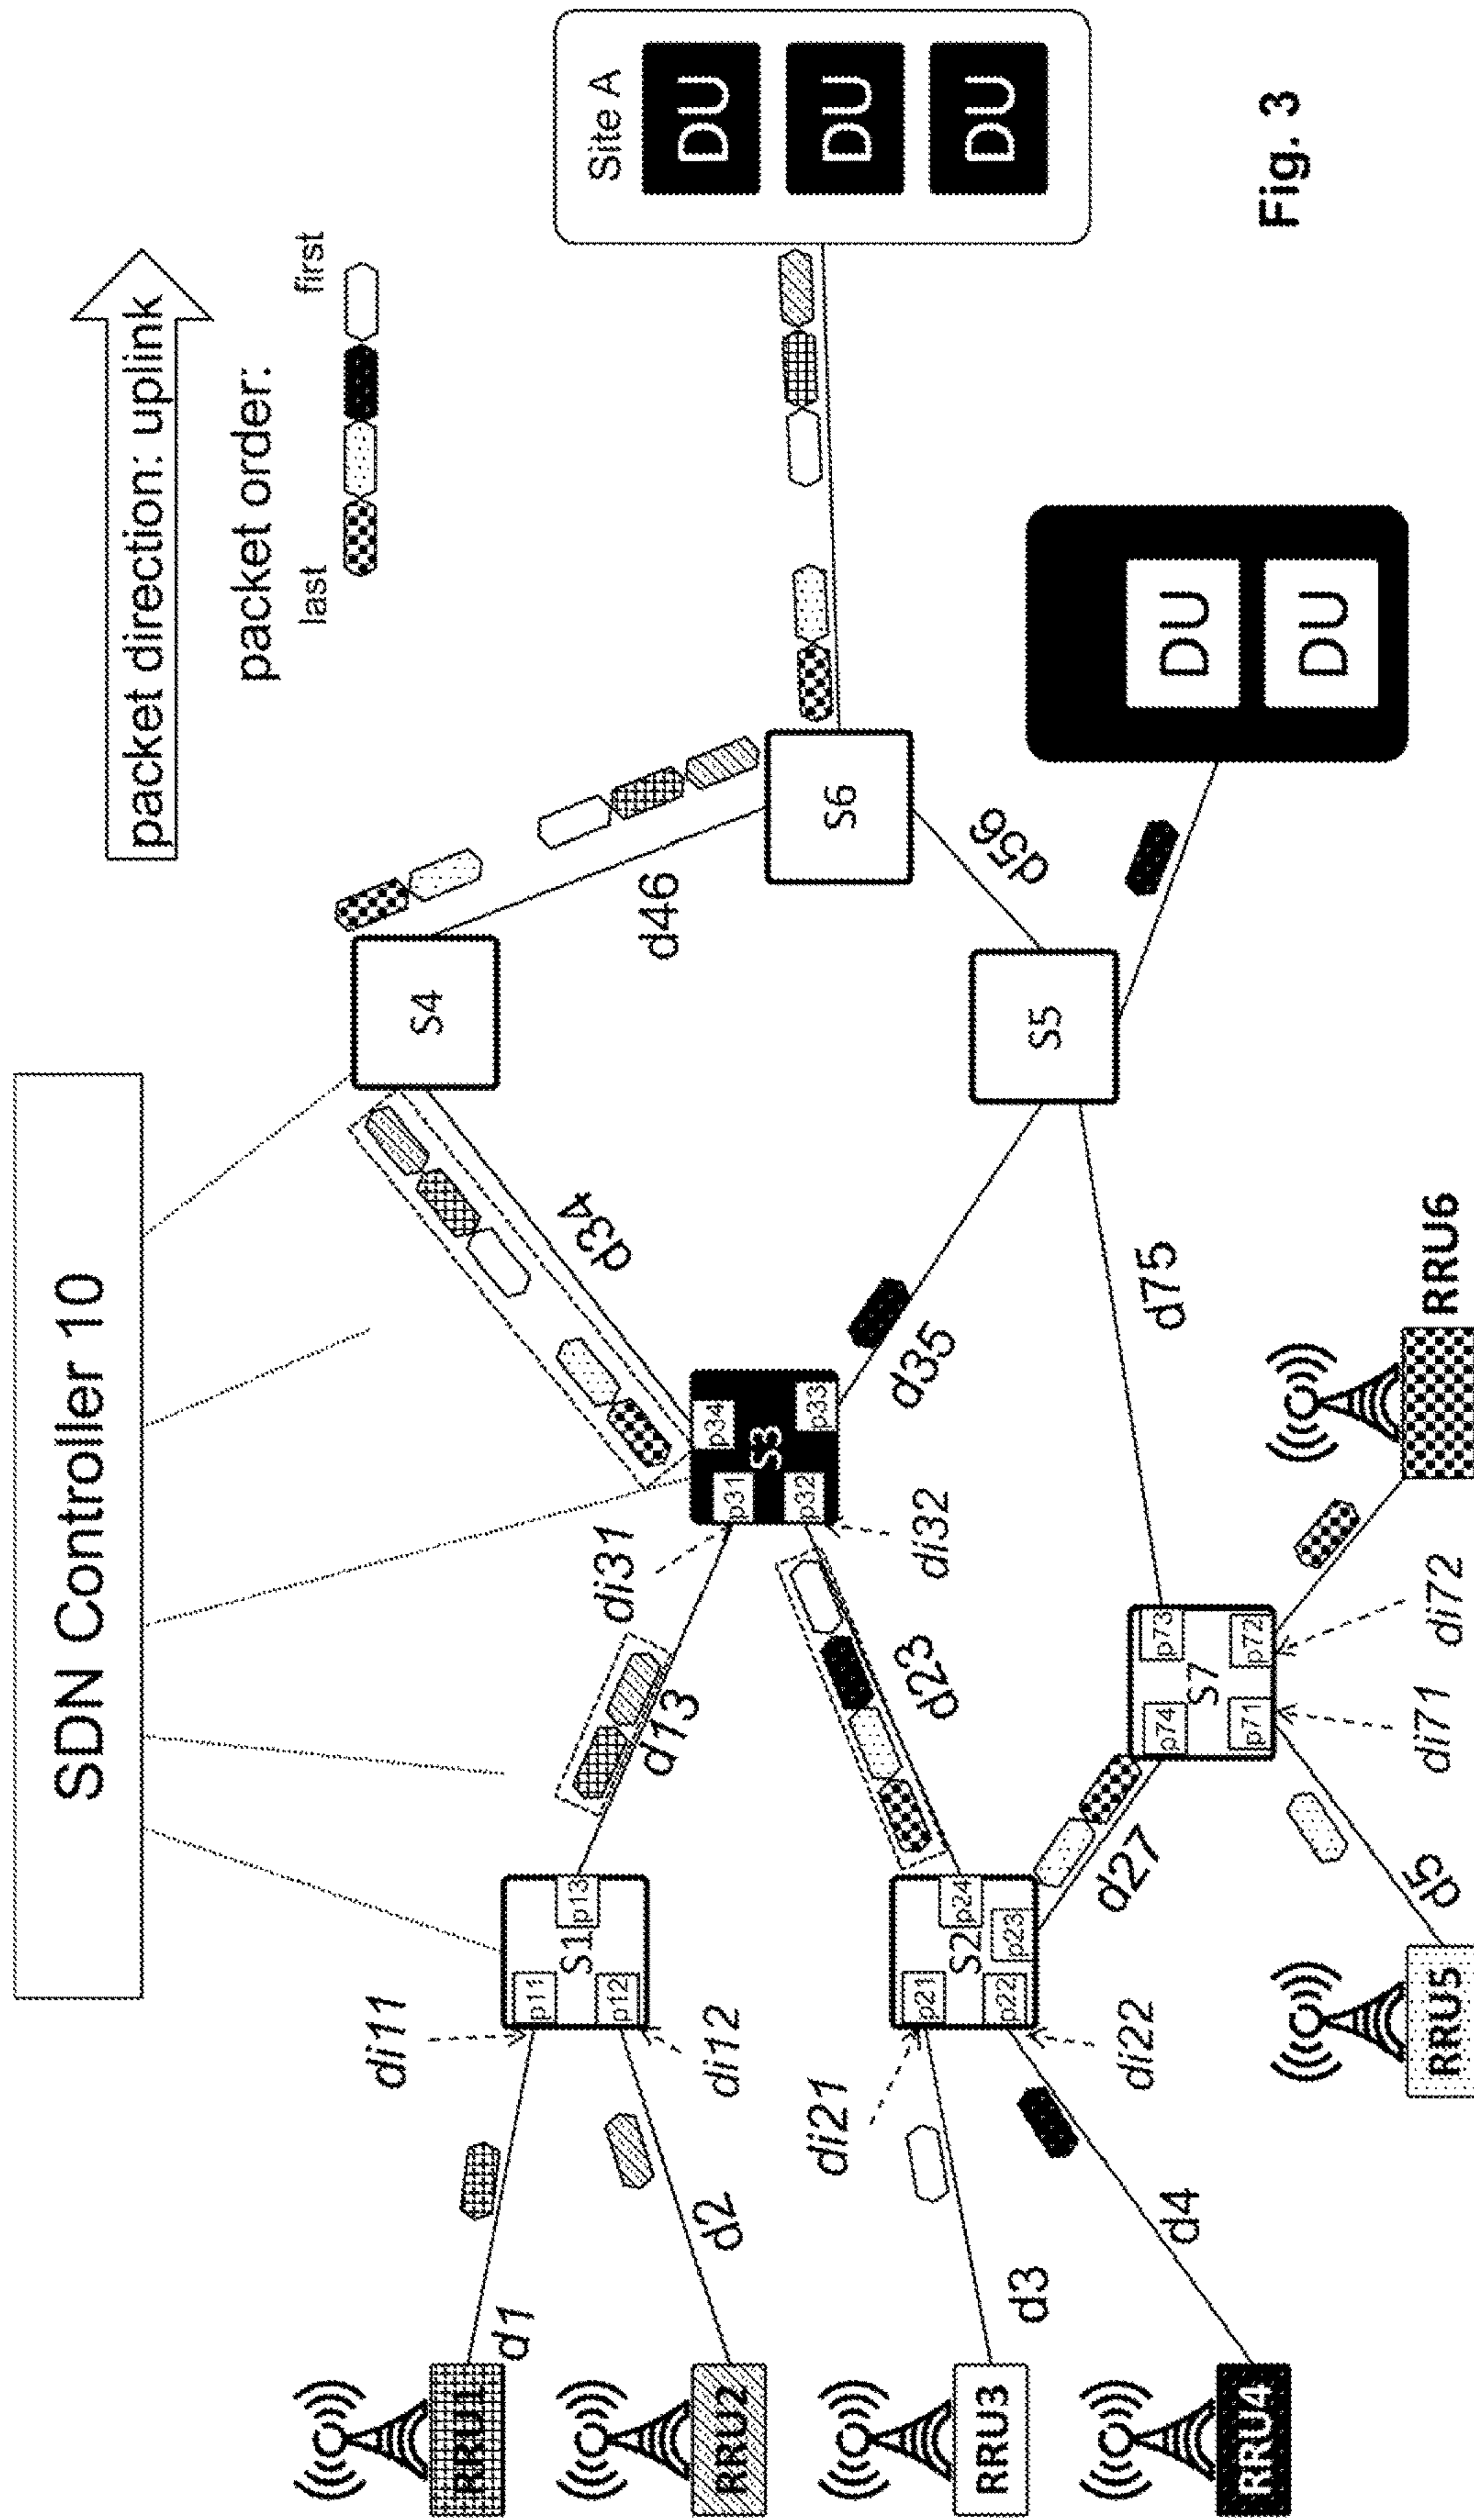 SDN Controller 10
packet direction: uplink
packet order:
last
first
Site A
DU
DU
DU
DU
DU
S4
d46
S6
d56
S5
d34
d35
d75
S3
p31
p32
p33
p34
di31
di32
d13
d23
S1
p11
p12
p13
di11
di12
S2
p21
p22
p23
p24
di21
di22
d27
S7
p71
p72
p73
p74
di71
di72
d1
d2
d3
d4
d5
RRU1
RRU2
RRU3
RRU4
RRU5
RRU6
Fig. 3